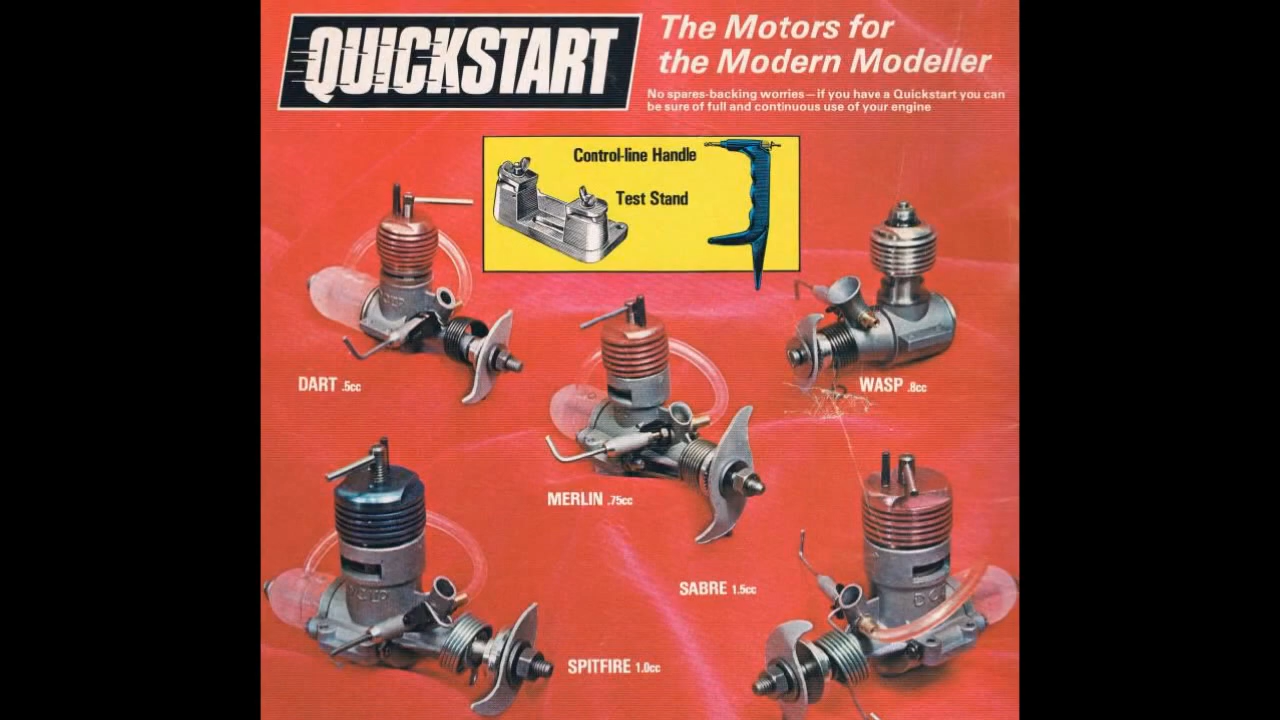 QUICKSTART
The Motors for
the Modern Modeller
No spares-backing worries—if you have a Quickstart you can
be sure of full and continuous use of your engine
Control-line Handle
Test Stand
DART .5cc
WASP .8cc
MERLIN .75cc
SABRE 1.5cc
SPITFIRE 1.0cc